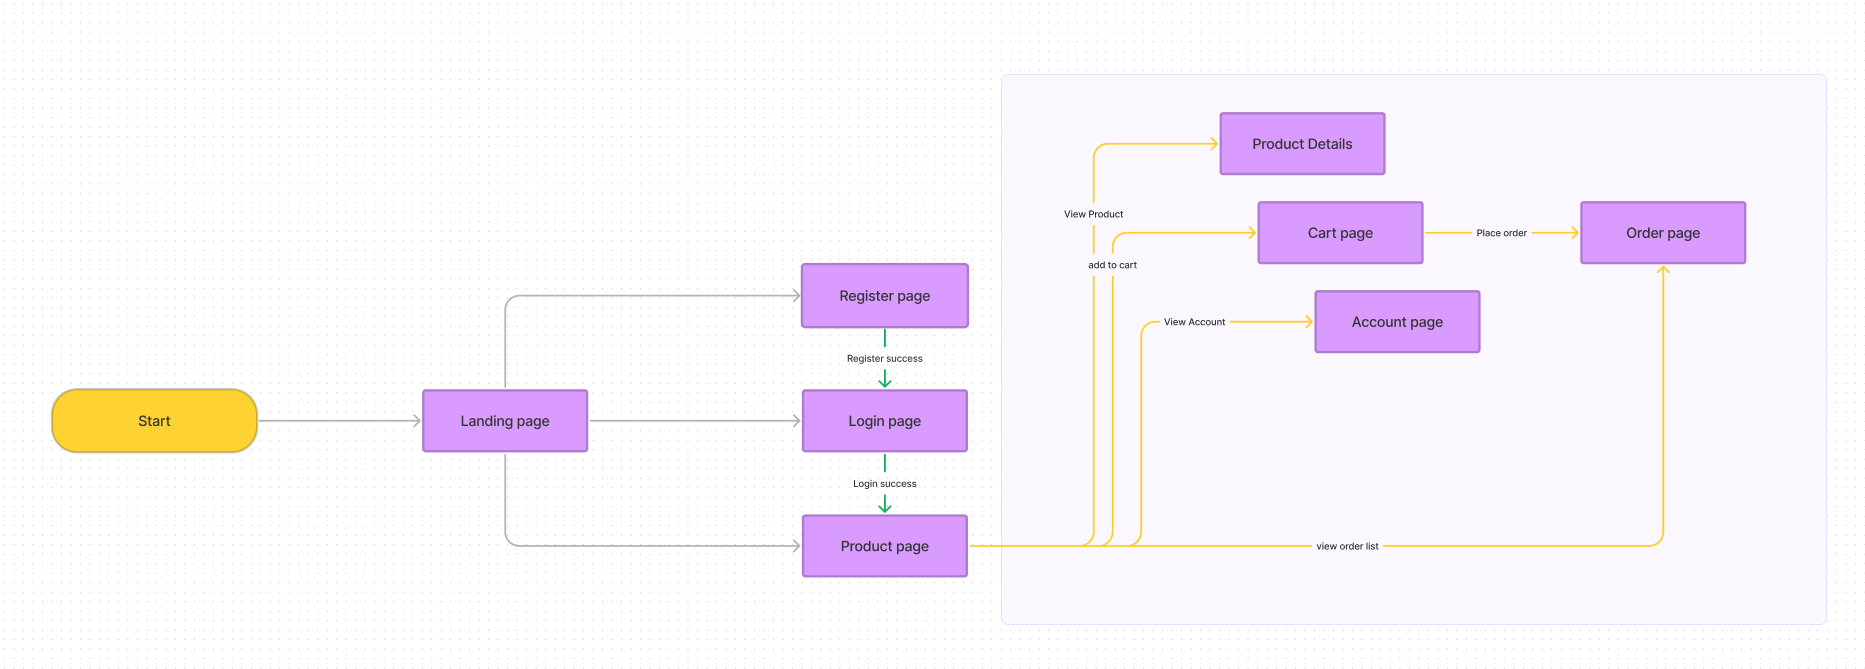 Product Details
View Product
Cart page
Place order
Order page
add to cart
Register page
View Account
Account page
Register success
Start
Landing page
Login page
Login success
Product page
view order list